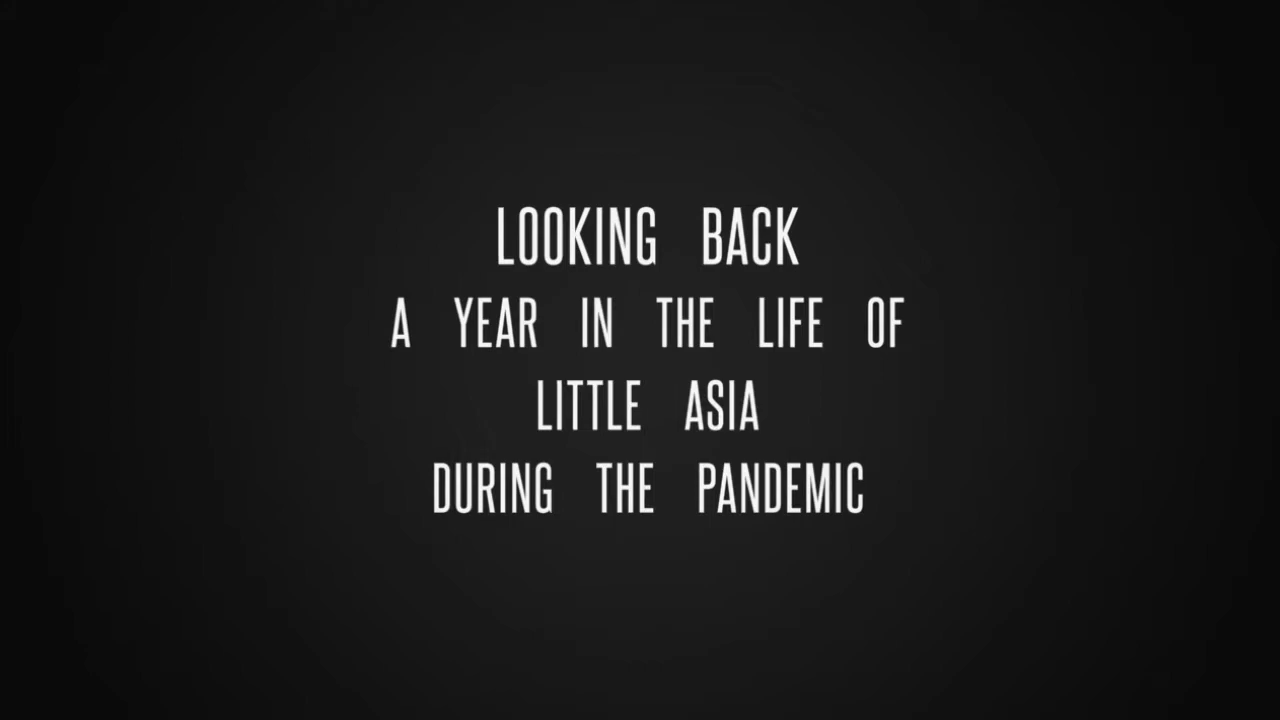 LOOKING BACK
A YEAR IN THE LIFE OF
LITTLE ASIA
DURING THE PANDEMIC